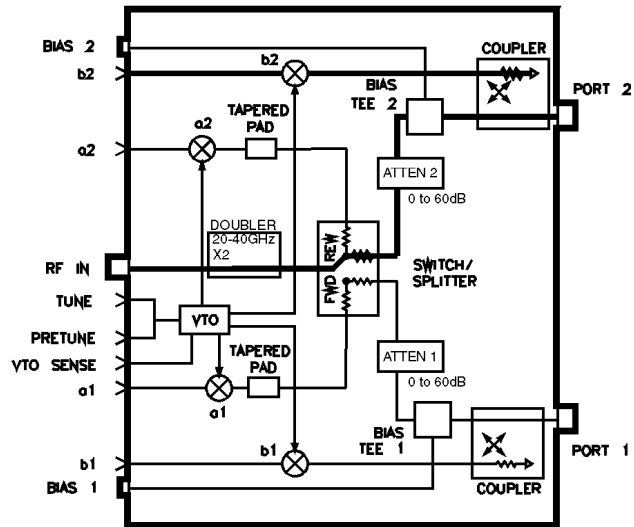 BIAS 2
b2
b2
COUPLER
BIAS
TEE 2
PORT 2
TAPERED
PAD
a2
a2
ATTEN 2
0 to 60dB
DOUBLER
20-40GHz
X2
REW
RF IN
SWITCH/
SPLITTER
FWD
TUNE
VTO
PRETUNE
TAPERED
PAD
VTO SENSE
ATTEN 1
0 to 60dB
a1
a1
BIAS
TEE 1
b1
b1
PORT 1
BIAS 1
COUPLER